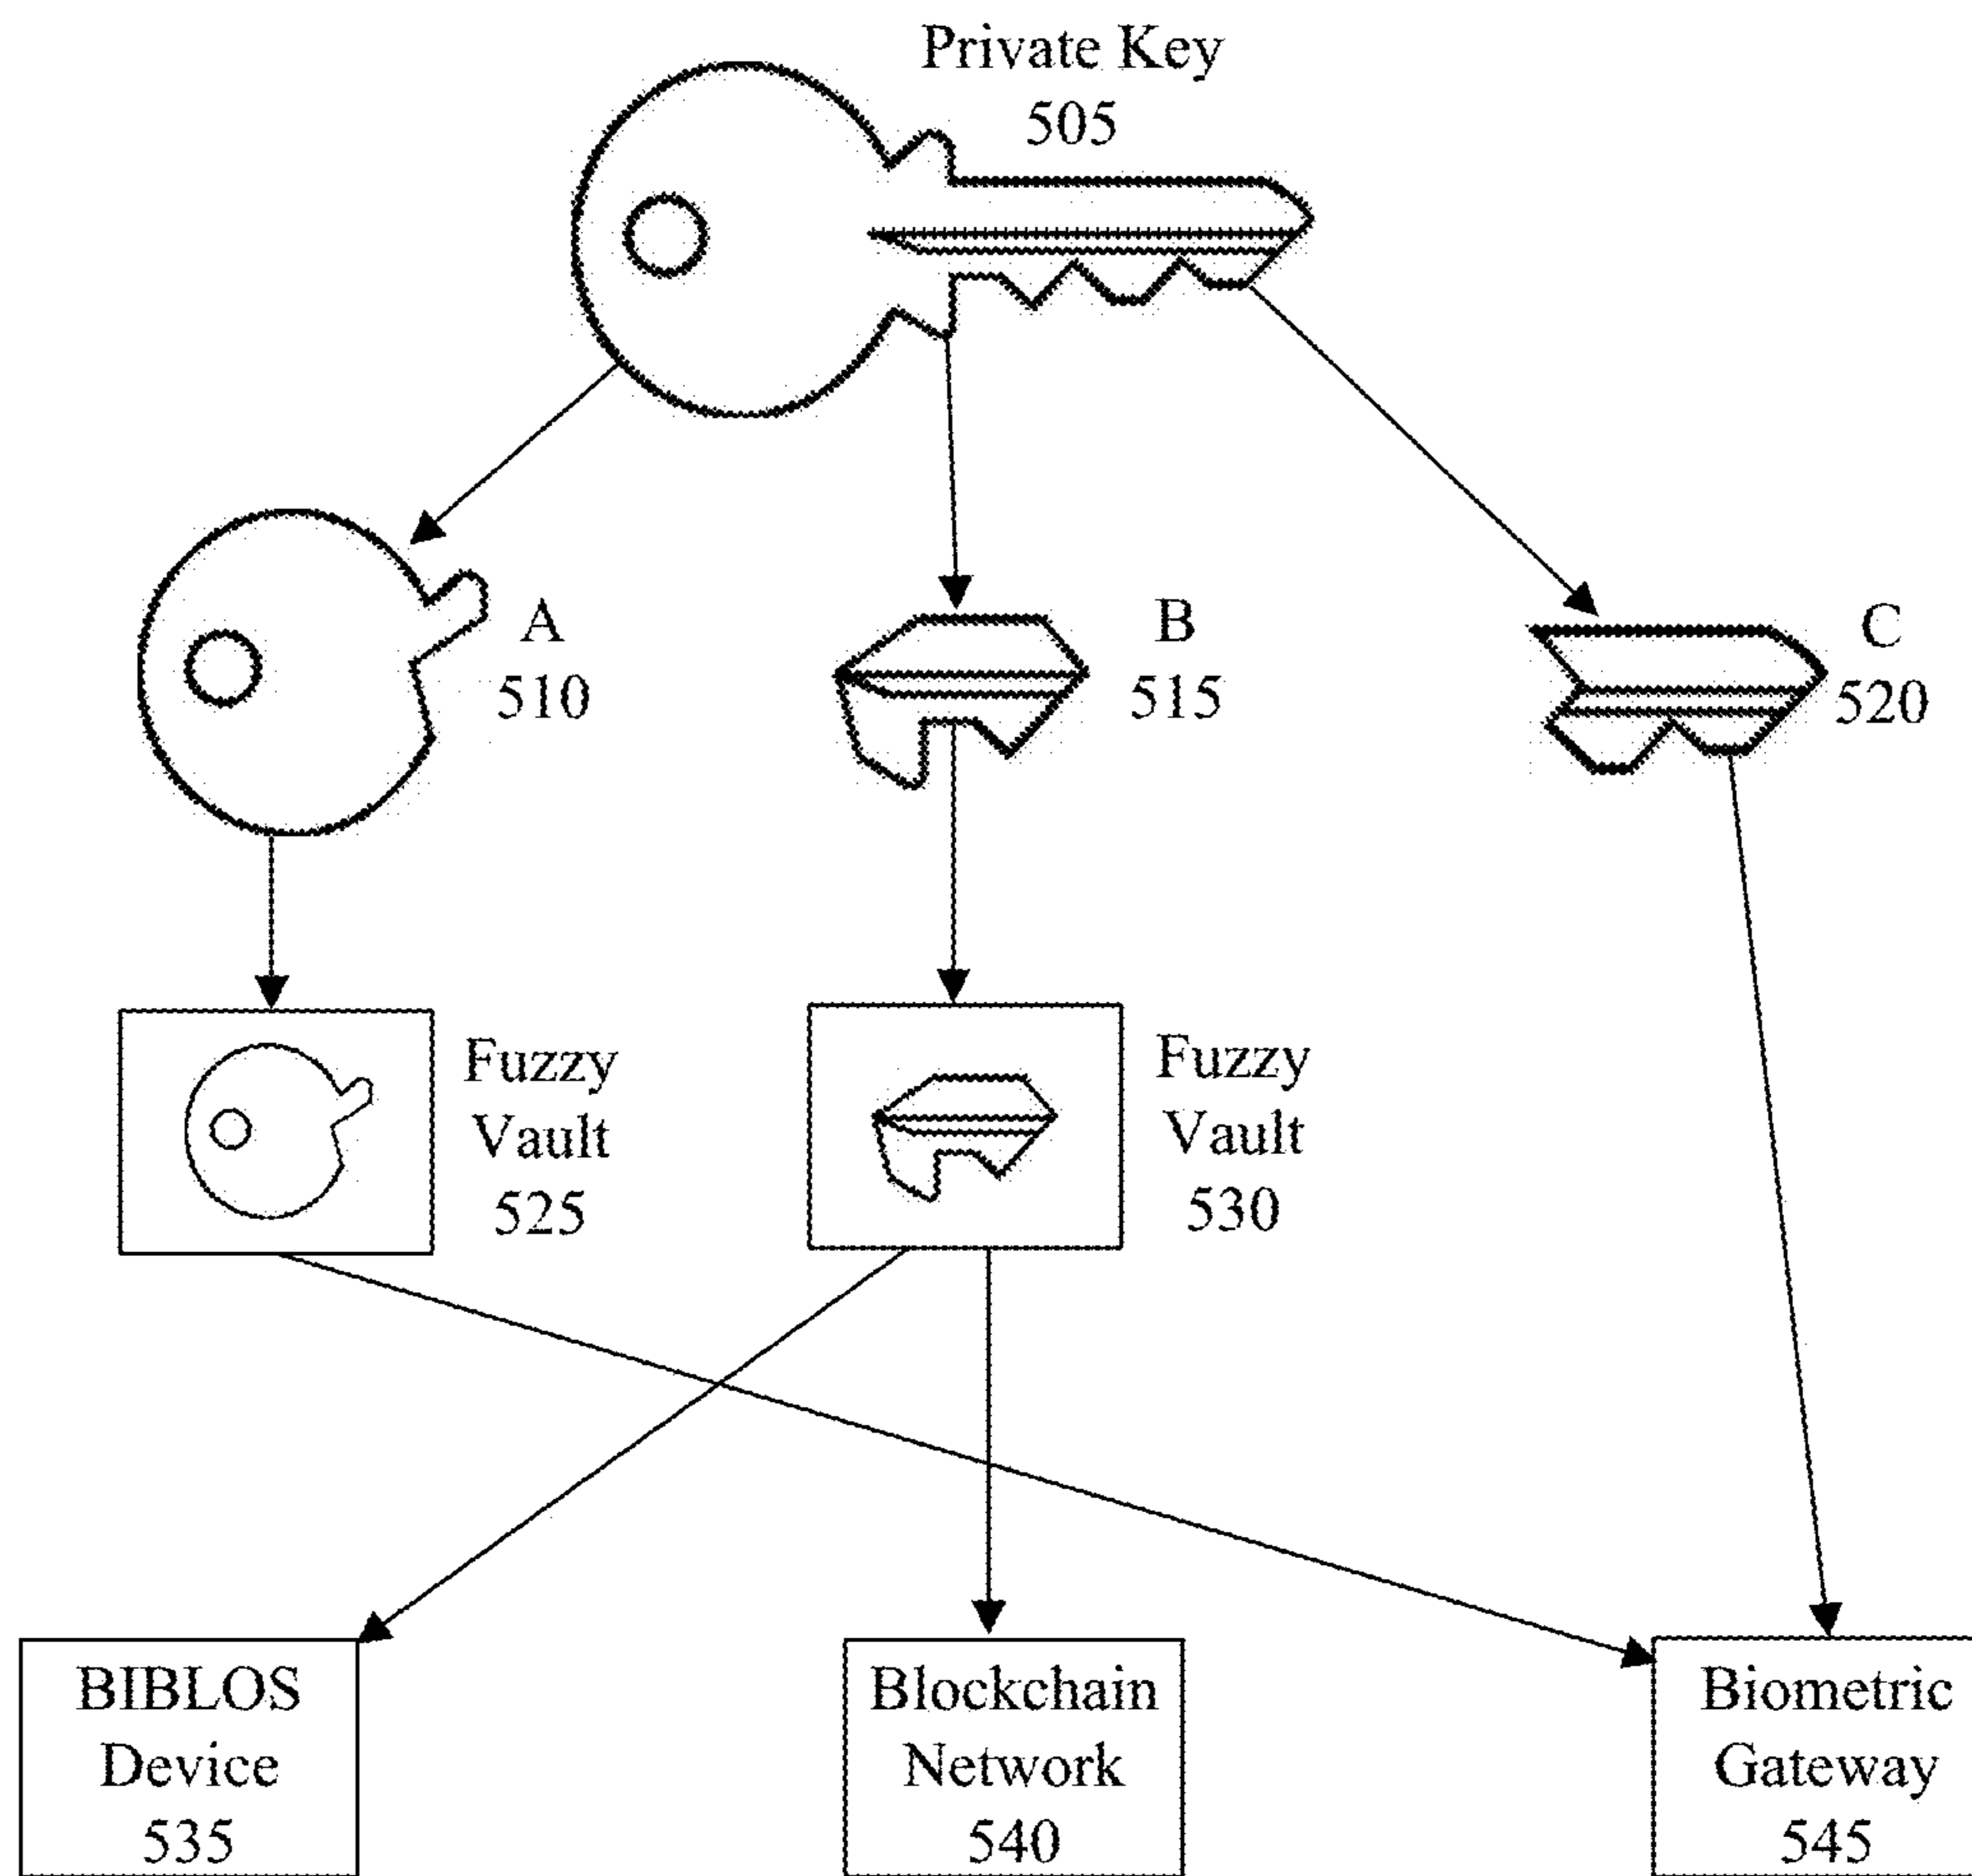 Private Key
505
A
510
B
515
C
520
Fuzzy
Vault
525
Fuzzy
Vault
530
BIBLOS
Device
535
Blockchain
Network
540
Biometric
Gateway
545